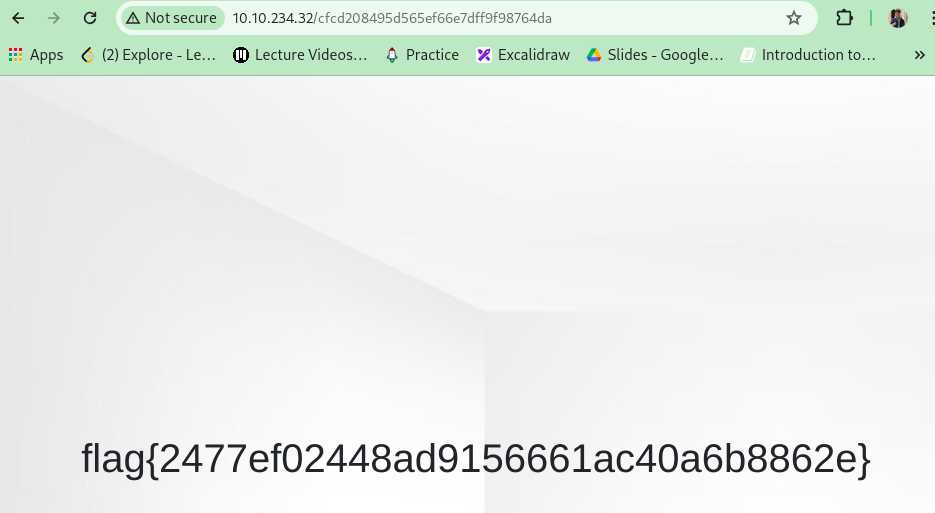 Not secure 10.10.234.32/cfcd208495d565ef66e7dff9f98764da
Apps (2) Explore - Le... Lecture Videos... Practice Excalidraw Slides - Google... Introduction to... »
flag{2477ef02448ad9156661ac40a6b8862e}